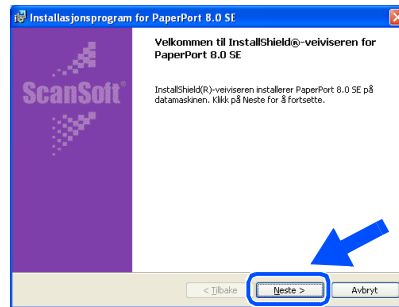 Installasjonsprogram for PaperPort 8.0 SE
Velkommen til InstallShield®-veiviseren for
PaperPort 8.0 SE
ScanSoft®
InstallShield(R)-veiviseren installerer PaperPort 8.0 SE på
datamaskinen. Klikk på Neste for å fortsette.
< Tilbake
Neste >
Avbryt